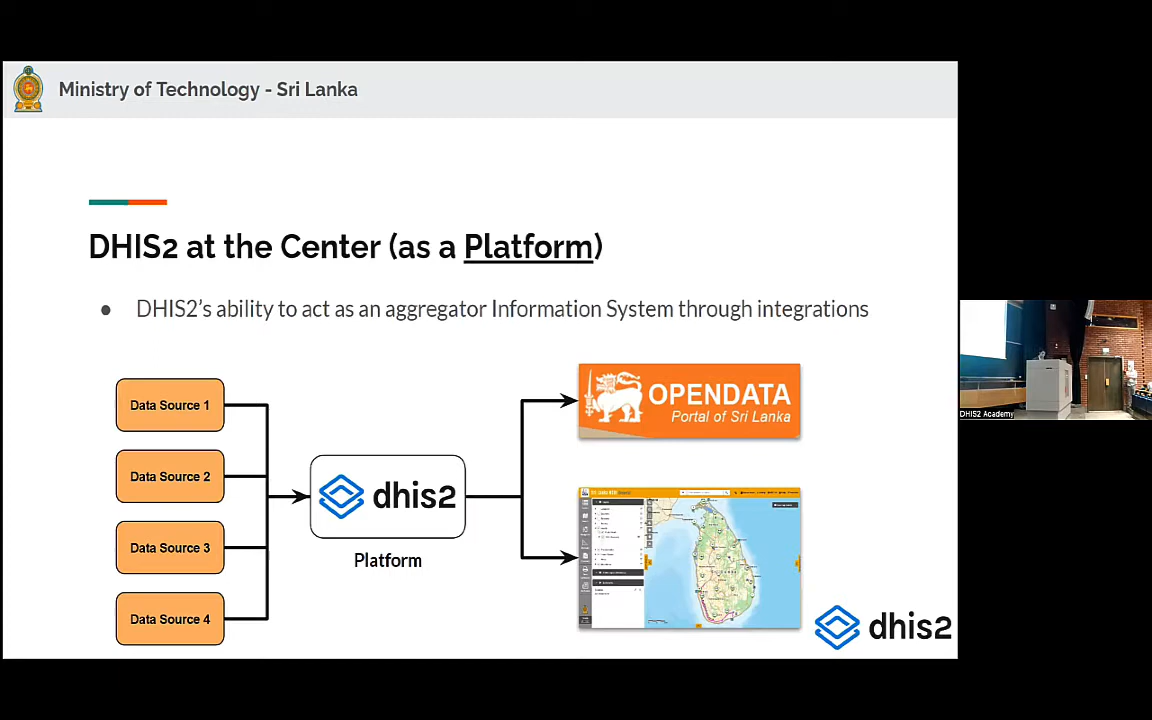 Ministry of Technology - Sri Lanka
DHIS2 at the Center (as a Platform)
● DHIS2's ability to act as an aggregator Information System through integrations
Data Source 1
Data Source 2
Data Source 3
Data Source 4
dhis2
Platform
OPENDATA
Portal of Sri Lanka
dhis2
DHIS2 Academy